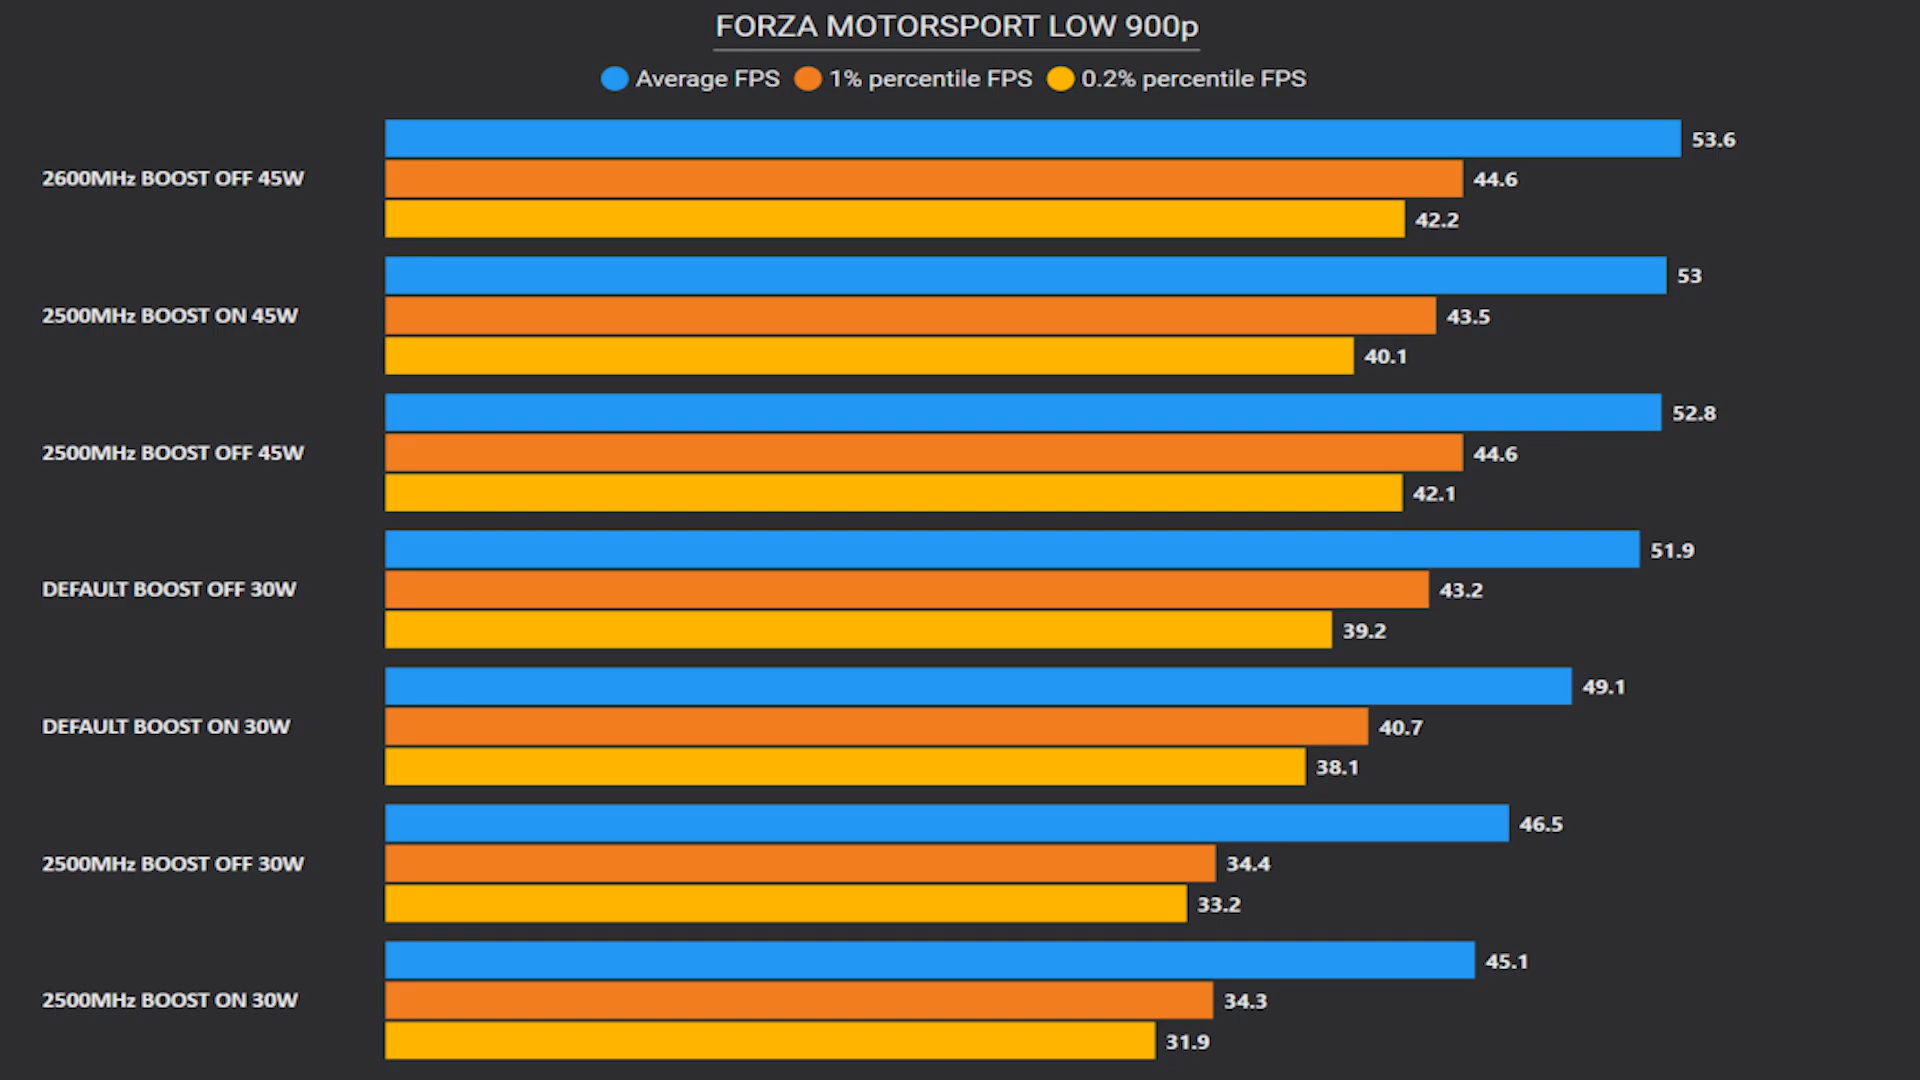 FORZA MOTORSPORT LOW 900p
Average FPS 1% percentile FPS 0.2% percentile FPS
2600MHz BOOST OFF 45W
53.6
44.6
42.2
2500MHz BOOST ON 45W
53
43.5
40.1
2500MHz BOOST OFF 45W
52.8
44.6
42.1
DEFAULT BOOST OFF 30W
51.9
43.2
39.2
DEFAULT BOOST ON 30W
49.1
40.7
38.1
2500MHz BOOST OFF 30W
46.5
34.4
33.2
2500MHz BOOST ON 30W
45.1
34.3
31.9